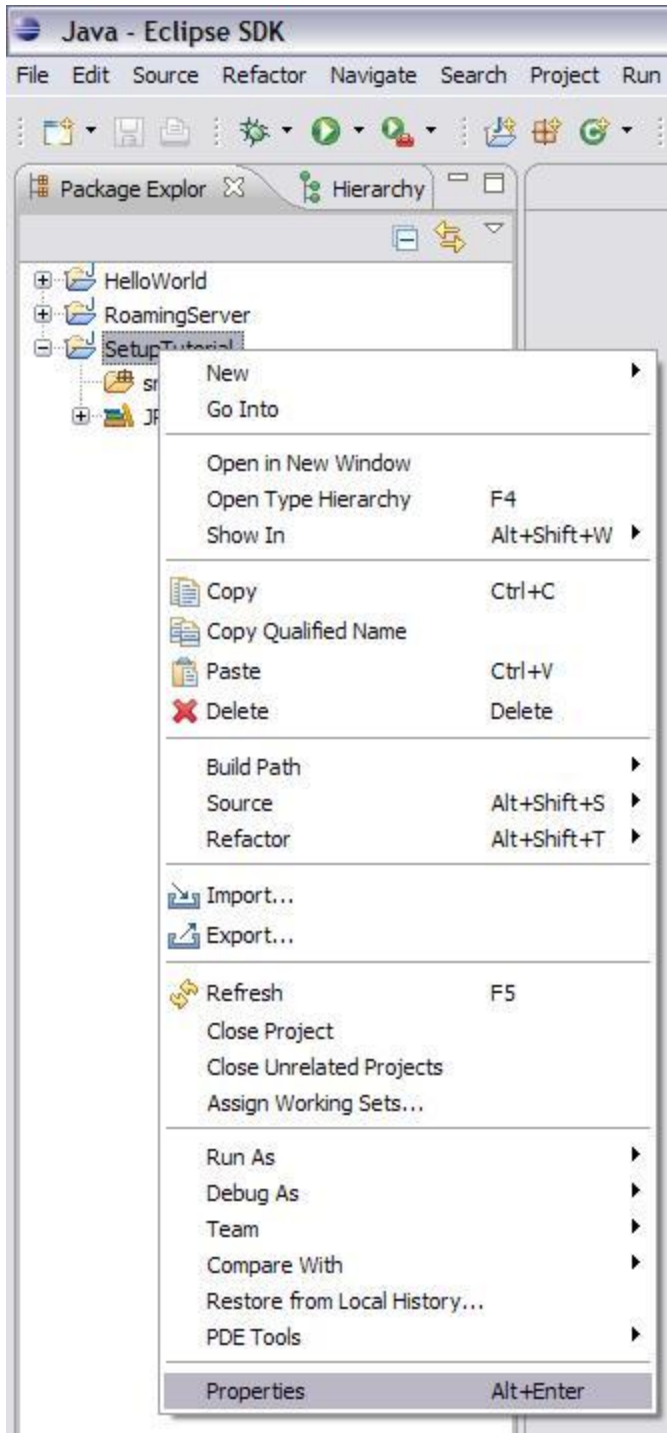 Java - Eclipse SDK
File Edit Source Refactor Navigate Search Project Run
Package Explor Hierarchy
HelloWorld
RoamingServer
SetupTutorial
New
Go Into
Open in New Window
Open Type Hierarchy F4
Show In Alt+Shift+W
Copy Ctrl+C
Copy Qualified Name
Paste Ctrl+V
Delete Delete
Build Path
Source Alt+Shift+S
Refactor Alt+Shift+T
Import...
Export...
Refresh F5
Close Project
Close Unrelated Projects
Assign Working Sets...
Run As
Debug As
Team
Compare With
Restore from Local History...
PDE Tools
Properties Alt+Enter